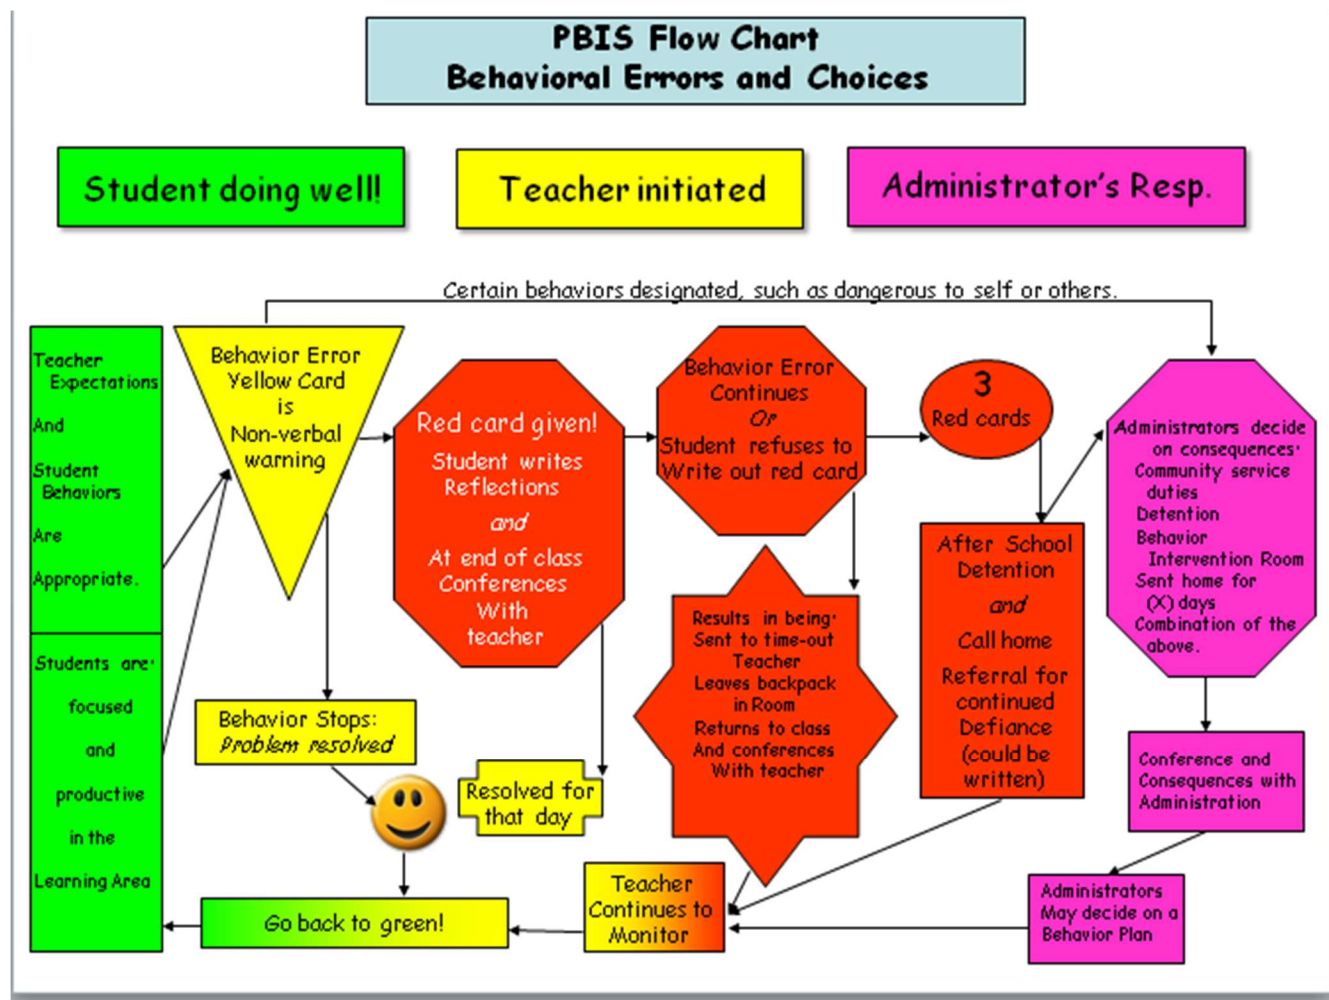 PBIS Flow Chart
Behavioral Errors and Choices
Student doing well!
Teacher initiated
Administrator's Resp.
Certain behaviors designated, such as dangerous to self or others.
Teacher
Expectations
And
Student
Behaviors
Are
Appropriate.
Students are:
focused
and
productive
in the
Learning Area
Behavior Error
Yellow Card
is
Non-verbal
warning
Behavior Stops:
Problem resolved
Red card given!
Student writes
Reflections
and
At end of class
Conferences
With
teacher
Resolved for
that day
Behavior Error
Continues
Or
Student refuses to
Write out red card
Results in being:
Sent to time-out
Teacher
Leaves backpack
in Room
Returns to class
And conferences
With teacher
3
Red cards
After School
Detention
and
Call home
Referral for
continued
Defiance
(could be
written)
Administrators decide
on consequences:
Community service
duties
Detention
Behavior
Intervention Room
Sent home for
(X) days
Combination of the
above.
Conference and
Consequences with
Administration
Administrators
May decide on a
Behavior Plan
Teacher
Continues to
Monitor
Go back to green!